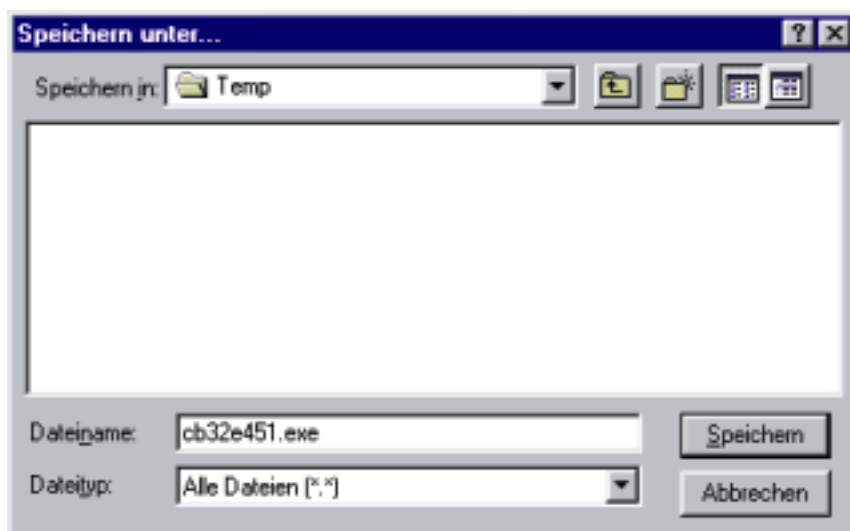 Speichern unter...
Speichern in: Temp
Dateiname: cb32e451.exe Speichern
Dateityp: Alle Dateien (*.*) Abbrechen